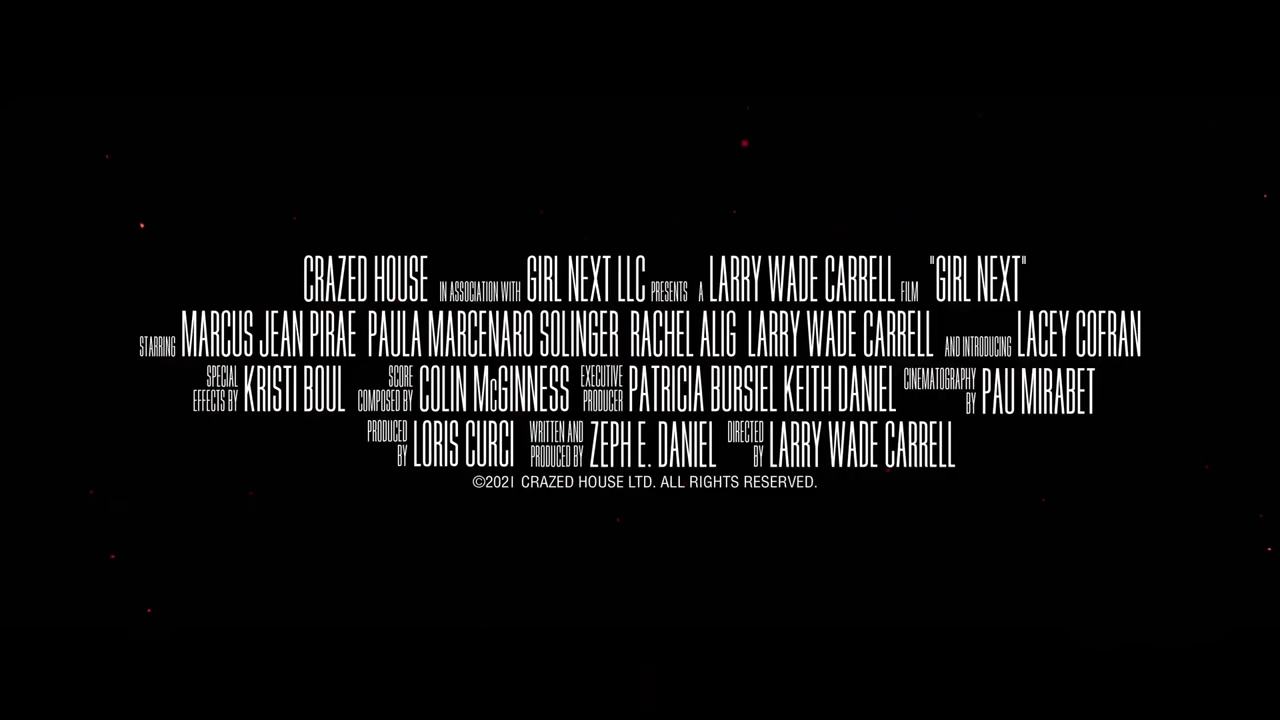 CRAZED HOUSE IN ASSOCIATION WITH GIRL NEXT LLC PRESENTS A LARRY WADE CARRELL FILM "GIRL NEXT"
STARRING MARCUS JEAN PIRAE PAULA MARCENARO SOLINGER RACHEL ALIG LARRY WADE CARRELL AND INTRODUCING LACEY COFRAN
SPECIAL EFFECTS BY KRISTI BOUL SCORE COMPOSED BY COLIN McGINNESS EXECUTIVE PRODUCER PATRICIA BURSIEL KEITH DANIEL CINEMATOGRAPHY BY PAU MIRABET
PRODUCED BY LORIS CURCI WRITTEN AND PRODUCED BY ZEPH E. DANIEL DIRECTED BY LARRY WADE CARRELL
©2021 CRAZED HOUSE LTD. ALL RIGHTS RESERVED.